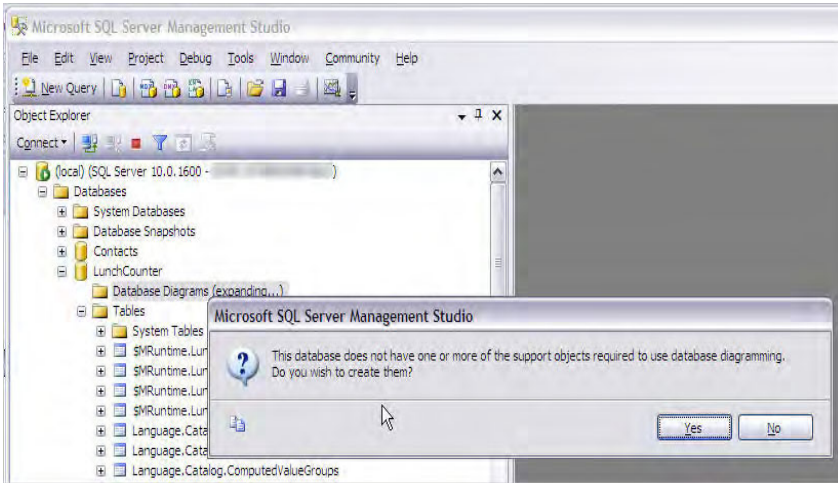 Microsoft SQL Server Management Studio
File Edit View Project Debug Tools Window Community Help
New Query
Object Explorer
Connect
(local) (SQL Server 10.0.1600 - )
Databases
System Databases
Database Snapshots
Contacts
LunchCounter
Database Diagrams (expanding...)
Tables
System Tables
$MRuntime.Lun
$MRuntime.Lun
$MRuntime.Lur
$MRuntime.Lur
Language.Cata
Language.Cata
Language.Catalog.ComputedValueGroups
Microsoft SQL Server Management Studio
This database does not have one or more of the support objects required to use database diagramming.
Do you wish to create them?
Yes No